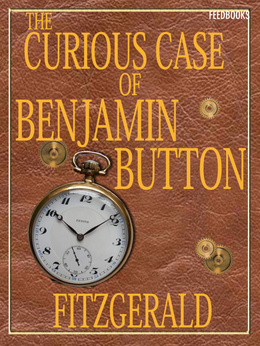 FEEDBOOKS
THE
CURIOUS CASE
OF
BENJAMIN
BUTTON
FITZGERALD